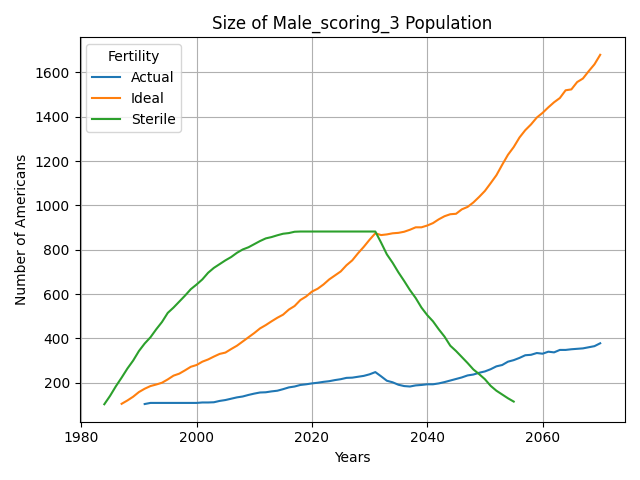 Size of Male_scoring_3 Population
Fertility
Actual
Ideal
Sterile
Number of Americans
1600
1400
1200
1000
800
600
400
200
1980
2000
2020
2040
2060
Years